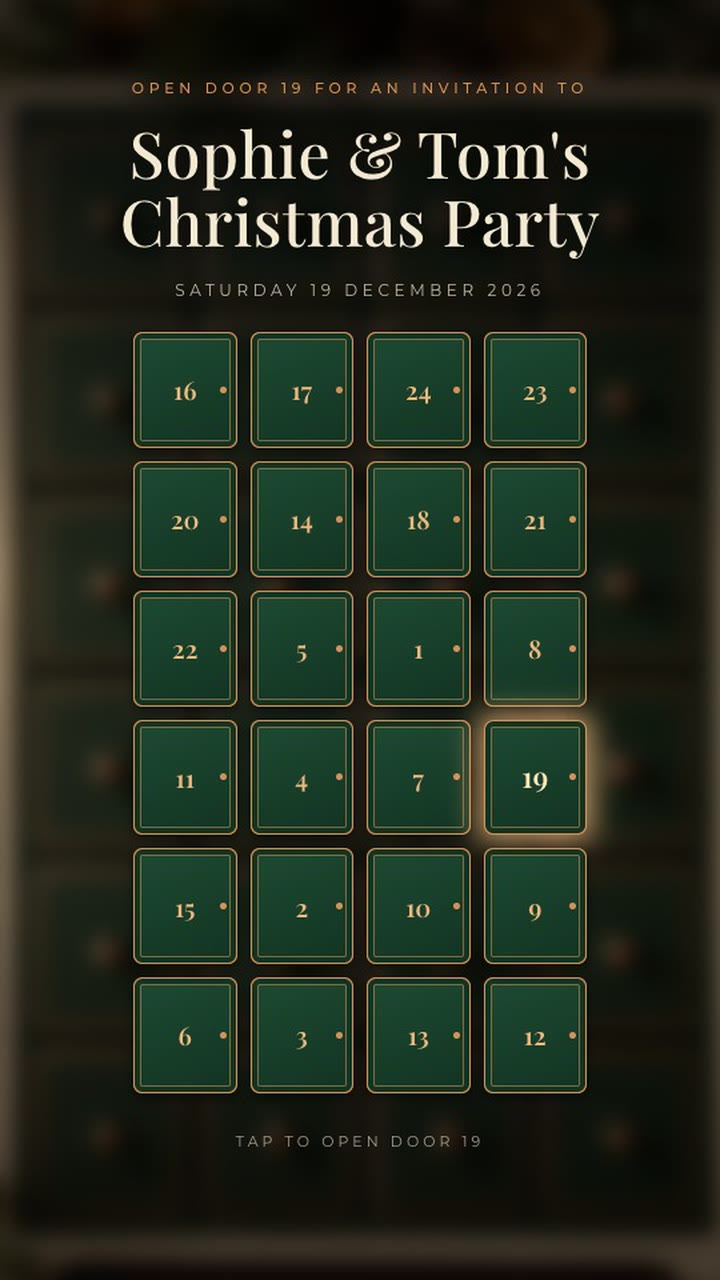 OPEN DOOR 19 FOR AN INVITATION TO
Sophie & Tom's
Christmas Party
SATURDAY 19 DECEMBER 2026
16 17 24 23
20 14 18 21
22 5 1 8
11 4 7 19
15 2 10 9
6 3 13 12
TAP TO OPEN DOOR 19